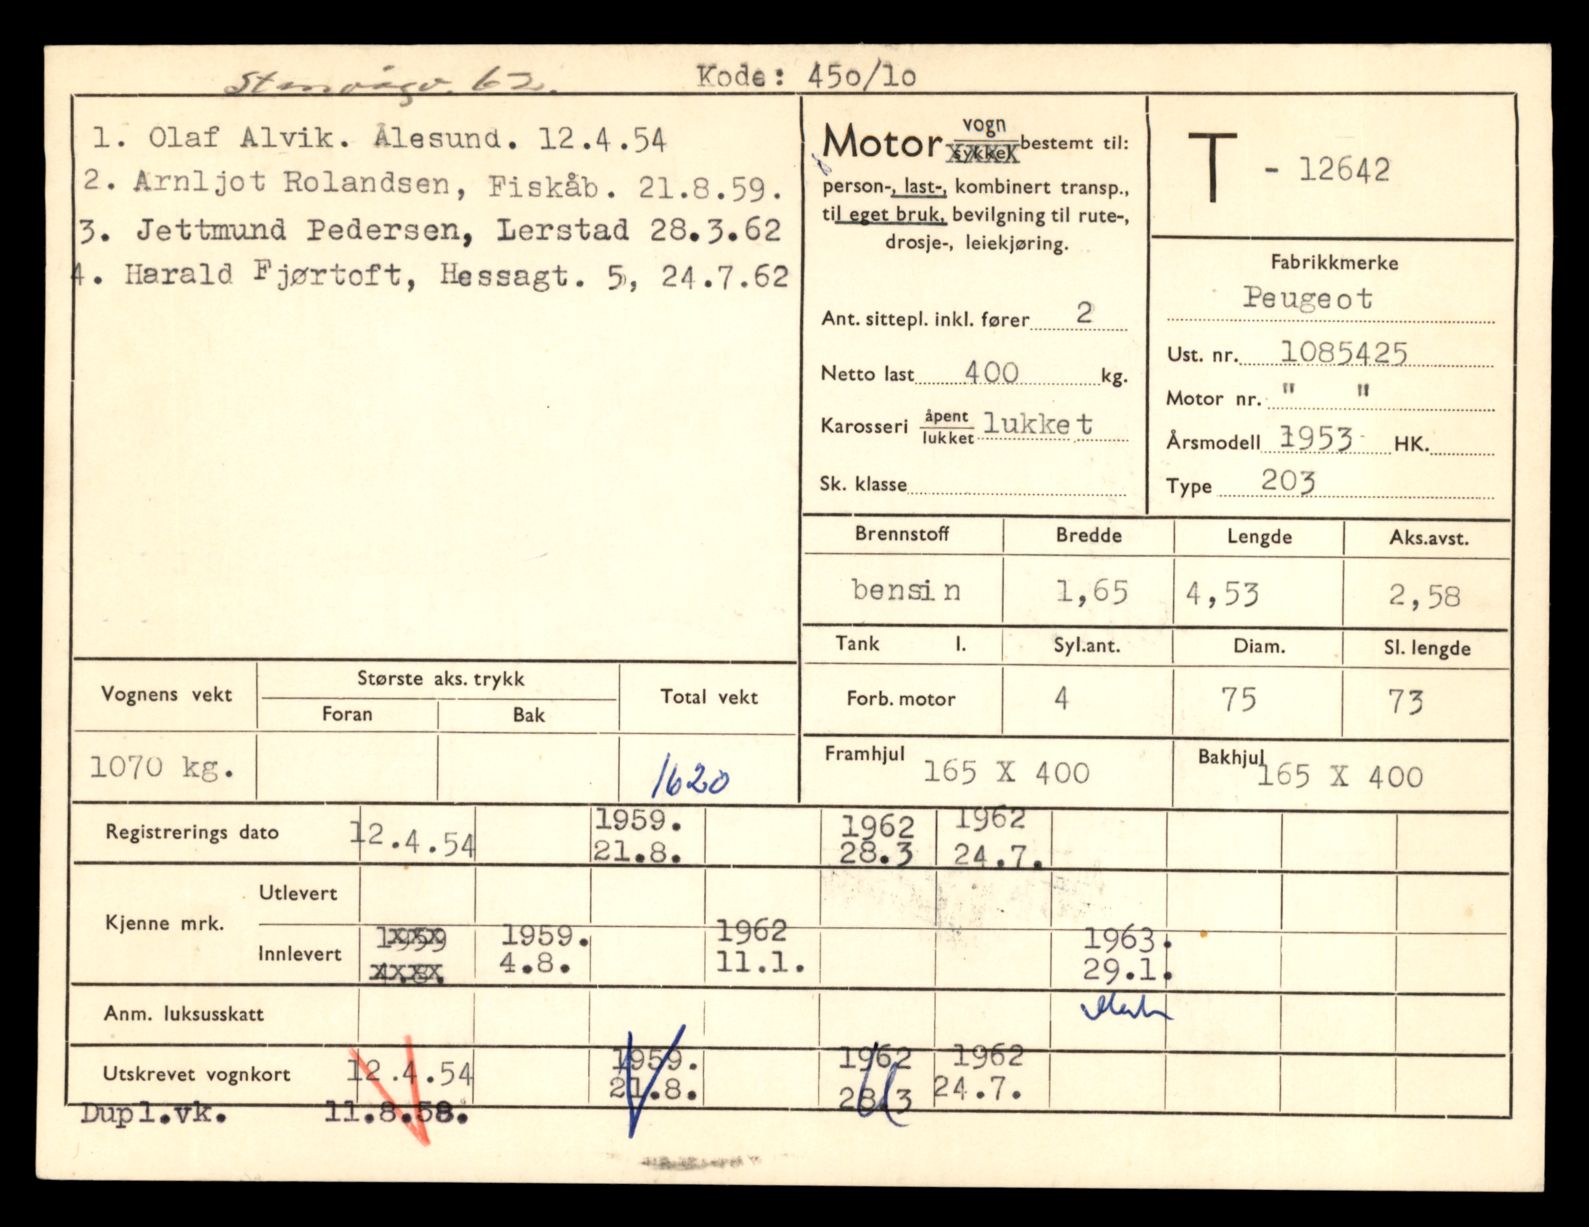 62.
Kode: 450/10
1. Olaf Alvik. Ålesund. 12.4.54
2. Arnljot Rolandsen, Fiskåb. 21.8.59.
3. Jettmund Pedersen, Lerstad 28.3.62
4. Harald Fjørtoft, Hessagt. 5, 24.7.62
Motor vogn sykkel bestemt til:
person-, last-, kombinert transp.,
til eget bruk, bevilgning til rute-,
drosje-, leiekjøring.
Ant. sittepl. inkl. fører 2
Netto last 400 kg.
Karosseri åpent lukket lukket
Sk. klasse
T - 12642
Fabrikkmerke
Peugeot
Ust. nr. 1085425
Motor nr. " "
Årsmodell 1953 HK.
Type 203
Brennstoff Bredde Lengde Aks.avst.
bensin 1,65 4,53 2,58
Tank l. Syl.ant. Diam. Sl. lengde
Forb. motor 4 75 73
Framhjul 165 X 400 Bakhjul 165 X 400
Vognens vekt Største aks. trykk Total vekt
Foran Bak
1070 kg. 1620
Registrerings dato 12.4.54 1959. 21.8. 1962 28.3 1962 24.7.
Kjenne mrk. Utlevert
Innlevert 1959 4.8. 1959. 4.8. 1962 11.1. 1963. 29.1.
Anm. luksusskatt
Utskrevet vognkort 12.4.54 1959. 21.8. 1962 28.3 1962 24.7.
Dupl.vk. 11.8.58.